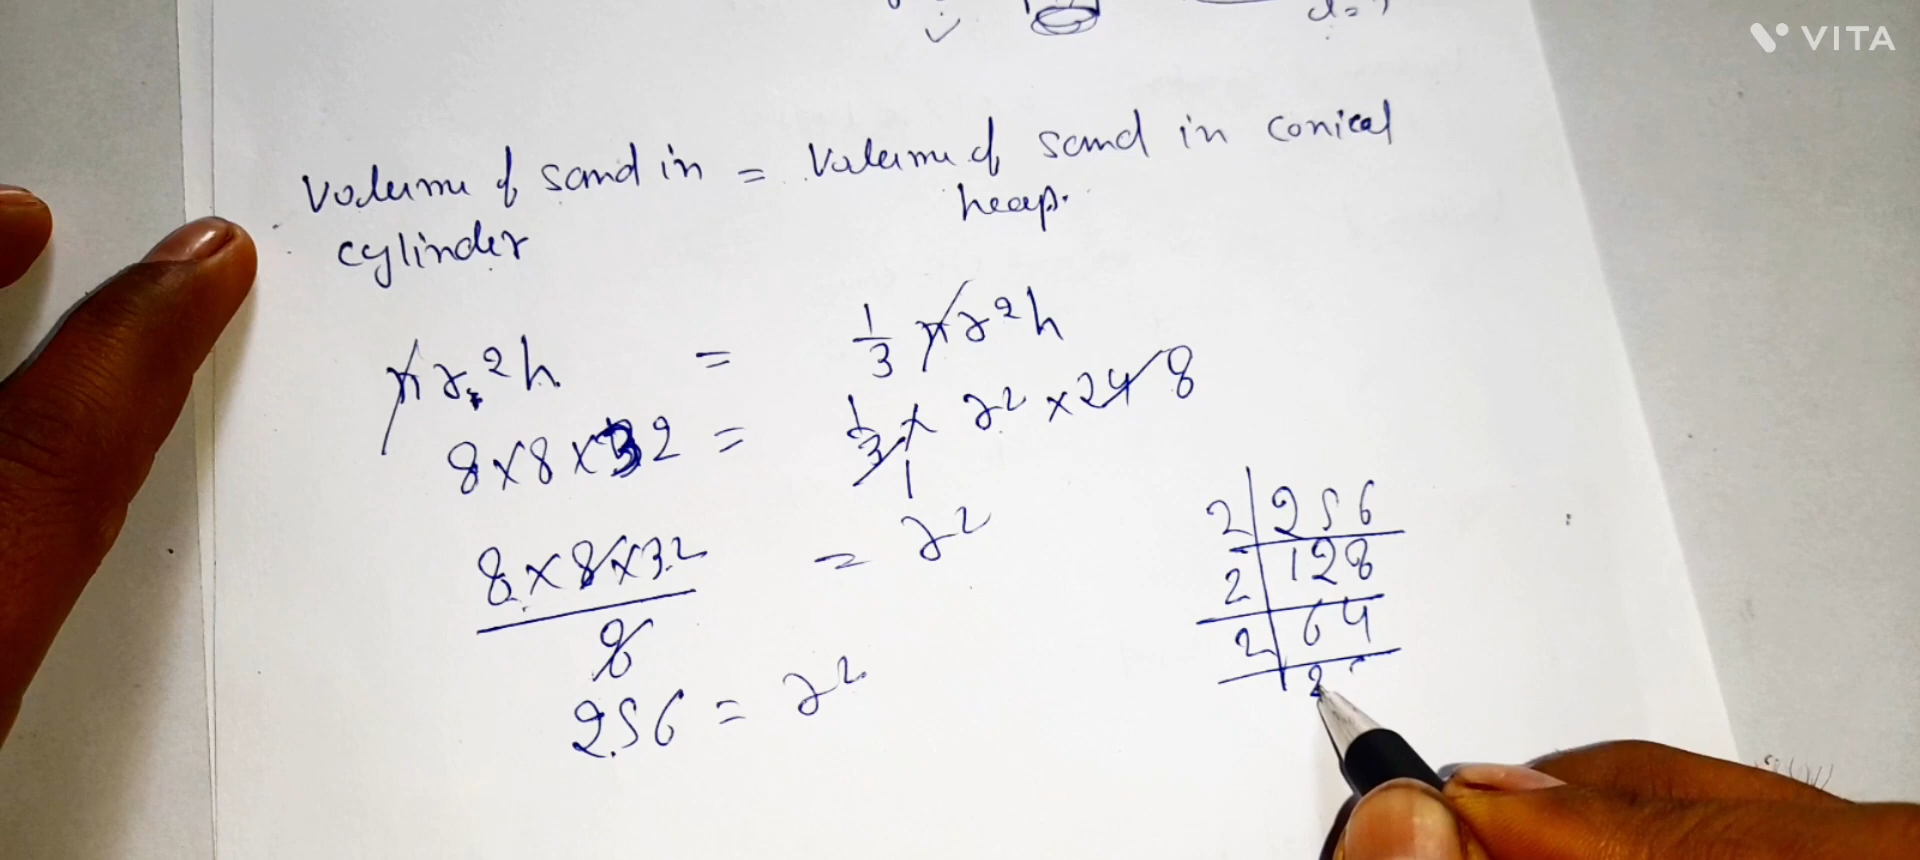 VITA
d = ?
Volume of sand in = Volume of sand in conical
cylinder heap.
πr²h = 1/3 πr²h
8×8×32 = 1/3 × r² × 24 8
1
8×8×32 / 8 = r²
256 = r²
2 | 256
2 | 128
2 | 64